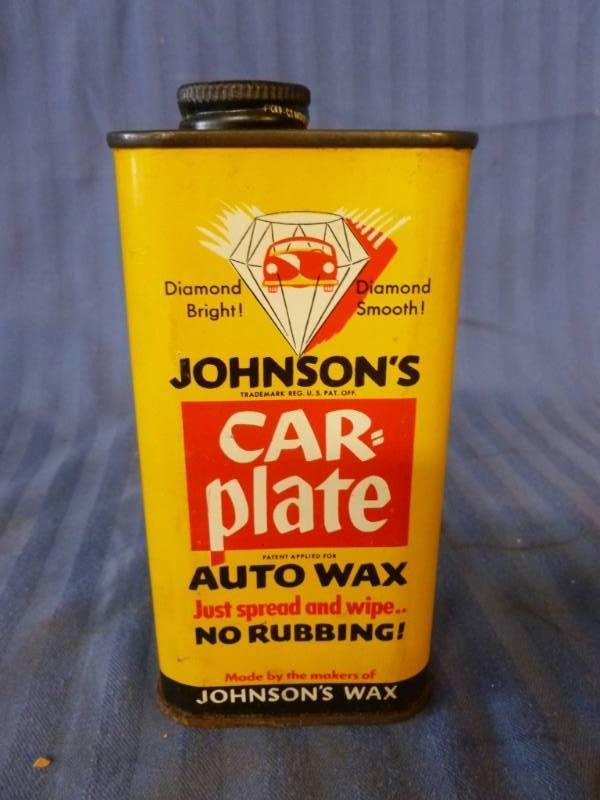 Diamond Bright!
Diamond Smooth!
JOHNSON'S
TRADEMARK REG. U.S. PAT. OFF.
CAR-
plate
PATENT APPLIED FOR
AUTO WAX
Just spread and wipe..
NO RUBBING!
Made by the makers of
JOHNSON'S WAX